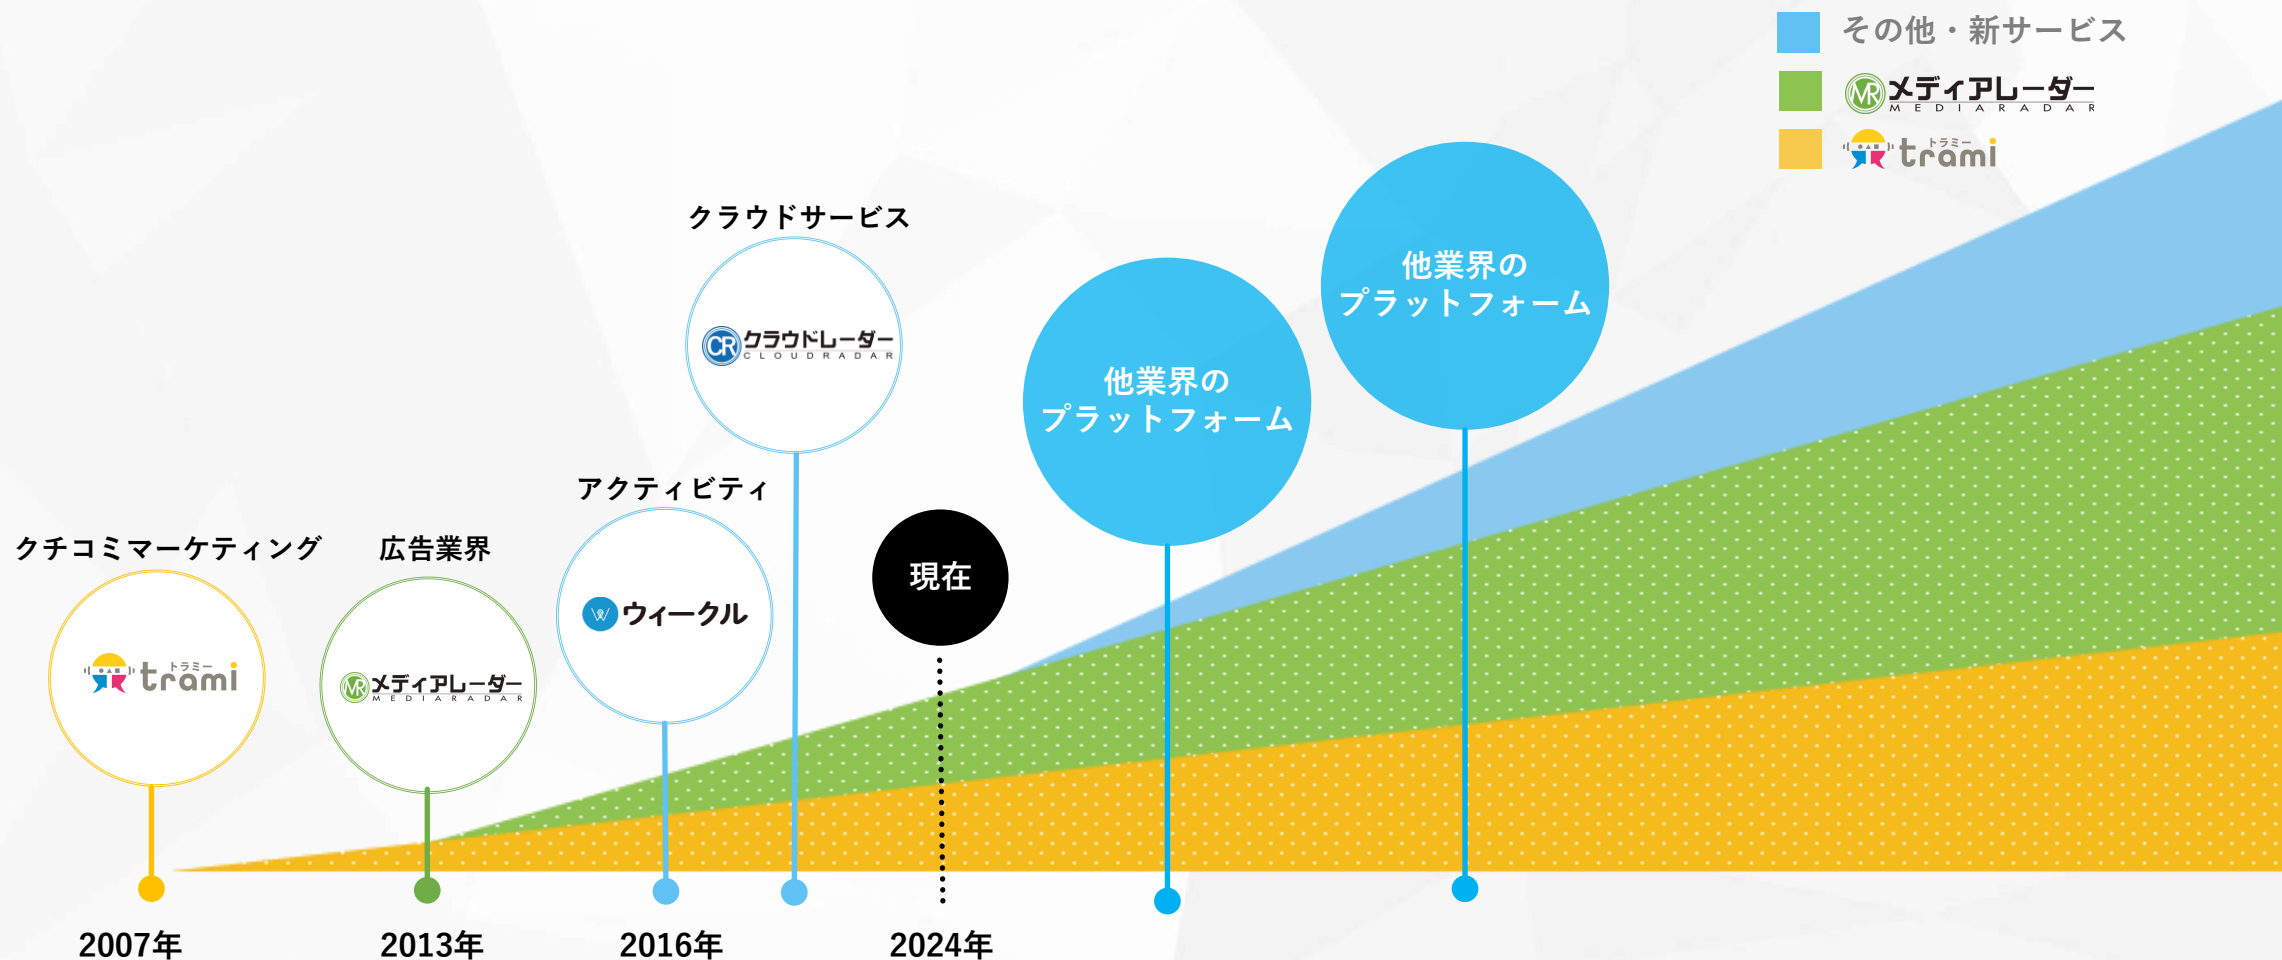 その他・新サービス
MR メディアレーダー
MEDIARADAR
トラミー
trami
クラウドサービス
CR クラウドレーダー
CLOUDRADAR
他業界の
プラットフォーム
他業界の
プラットフォーム
アクティビティ
ウィークル
現在
クチコミマーケティング
トラミー
trami
広告業界
MR メディアレーダー
MEDIARADAR
2007年
2013年
2016年
2024年